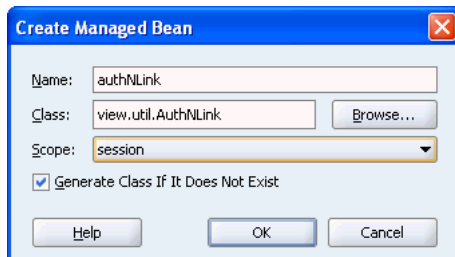 Create Managed Bean
Name: authNLink
Class: view.util.AuthNLink Browse...
Scope: session
Generate Class If It Does Not Exist
Help OK Cancel